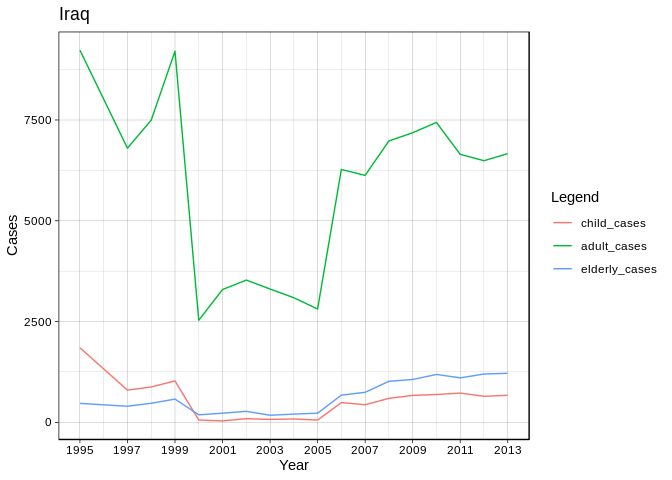 Iraq
7500
5000
2500
0
Cases
1995 1997 1999 2001 2003 2005 2007 2009 2011 2013
Year
Legend
child_cases
adult_cases
elderly_cases